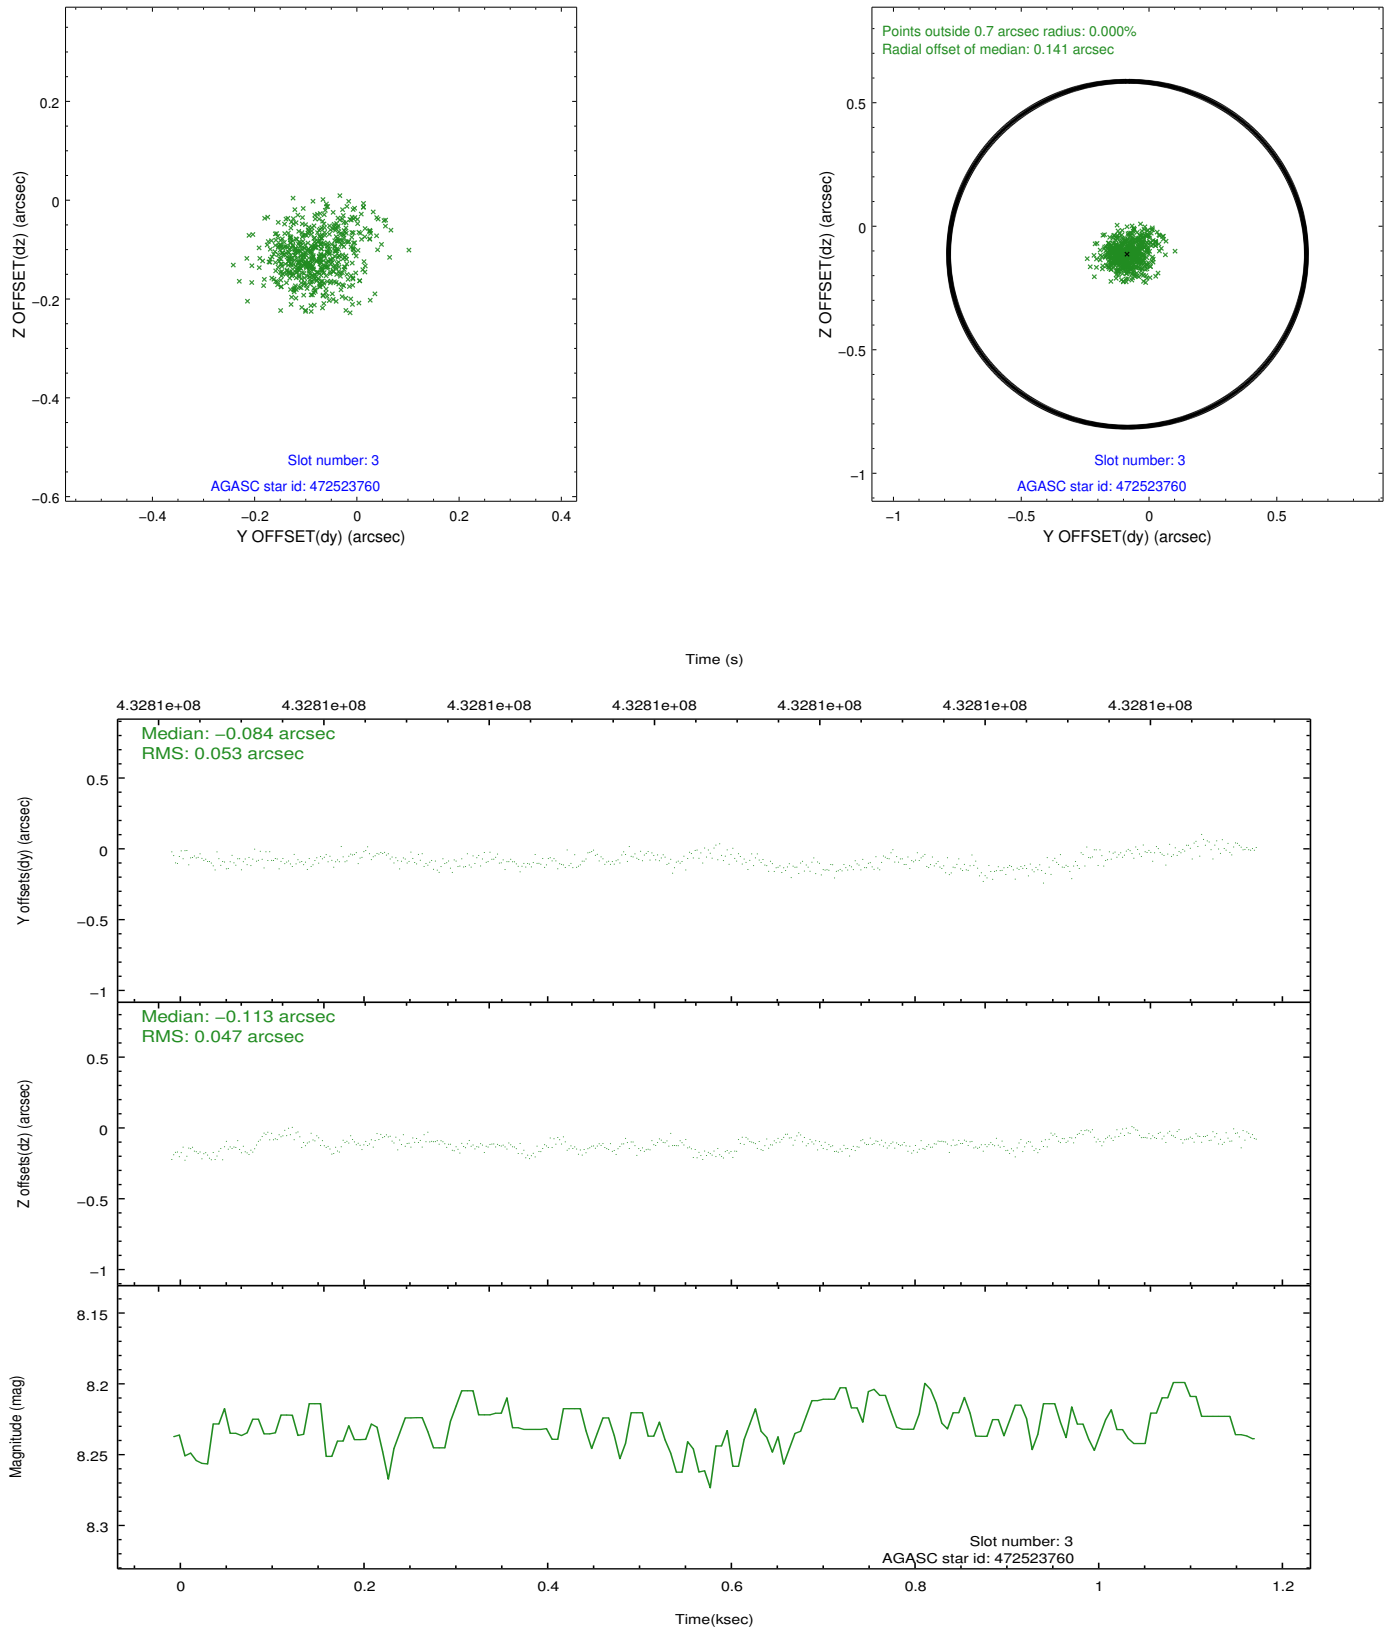 0.2
0
−0.2
−0.4
−0.6
Z OFFSET(dz) (arcsec)
Slot number: 3
AGASC star id: 472523760
−0.4 −0.2 0 0.2 0.4
Y OFFSET(dy) (arcsec)
Points outside 0.7 arcsec radius: 0.000%
Radial offset of median: 0.141 arcsec
0.5
0
−0.5
−1
Z OFFSET(dz) (arcsec)
Slot number: 3
AGASC star id: 472523760
−1 −0.5 0 0.5
Y OFFSET(dy) (arcsec)
Time (s)
4.3281e+08 4.3281e+08 4.3281e+08 4.3281e+08 4.3281e+08 4.3281e+08 4.3281e+08
Median: −0.084 arcsec
RMS: 0.053 arcsec
0.5
0
−0.5
−1
Y offsets(dy) (arcsec)
Median: −0.113 arcsec
RMS: 0.047 arcsec
0.5
0
−0.5
−1
Z offsets(dz) (arcsec)
8.15
8.2
8.25
8.3
Magnitude (mag)
Slot number: 3
AGASC star id: 472523760
0 0.2 0.4 0.6 0.8 1 1.2
Time(ksec)